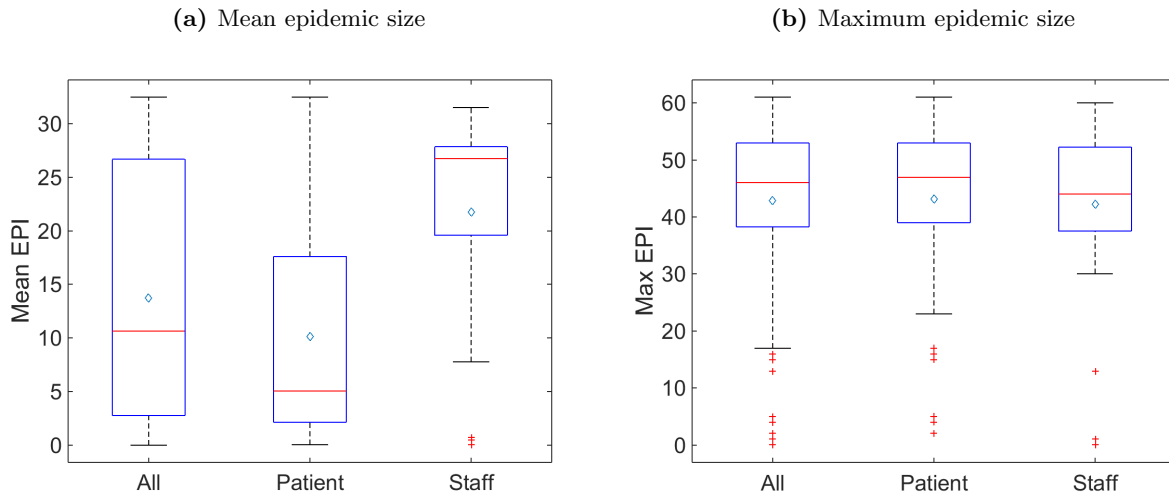 (a) Mean epidemic size
Mean EPI
30
25
20
15
10
5
0
All Patient Staff
(b) Maximum epidemic size
Max EPI
60
50
40
30
20
10
0
All Patient Staff